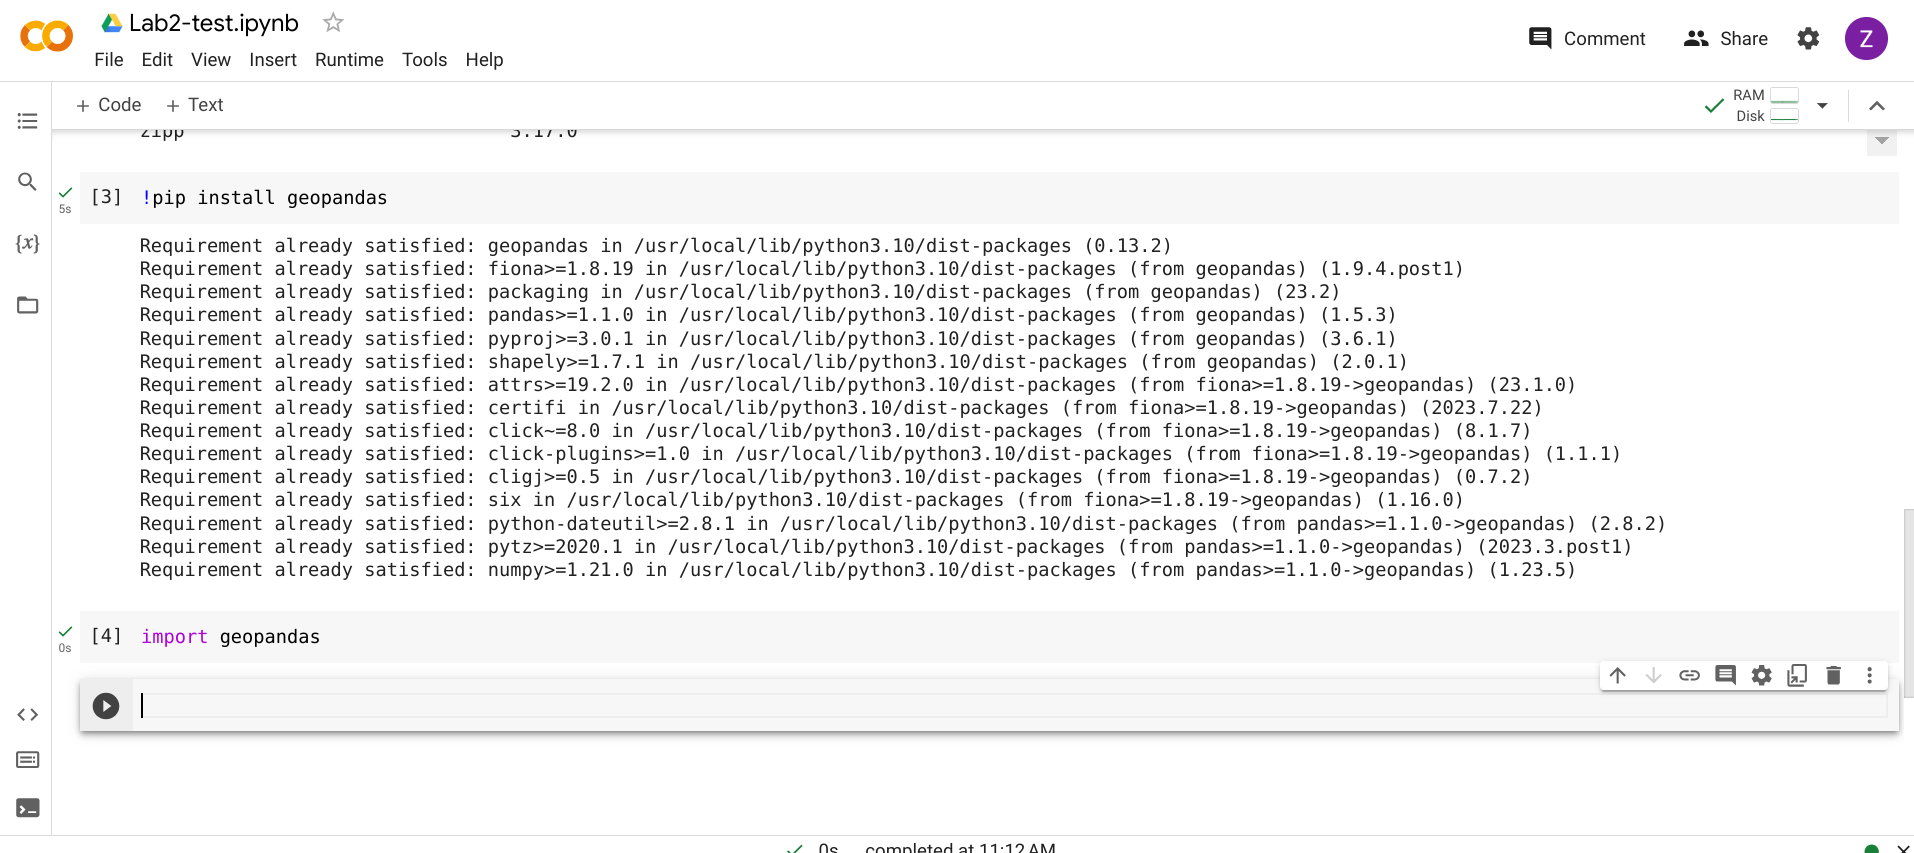 Lab2-test.ipynb
File Edit View Insert Runtime Tools Help
Comment
Share
Z
+ Code + Text
RAM
Disk
zipp 3.17.0
5s
[3] !pip install geopandas
Requirement already satisfied: geopandas in /usr/local/lib/python3.10/dist-packages (0.13.2)
Requirement already satisfied: fiona>=1.8.19 in /usr/local/lib/python3.10/dist-packages (from geopandas) (1.9.4.post1)
Requirement already satisfied: packaging in /usr/local/lib/python3.10/dist-packages (from geopandas) (23.2)
Requirement already satisfied: pandas>=1.1.0 in /usr/local/lib/python3.10/dist-packages (from geopandas) (1.5.3)
Requirement already satisfied: pyproj>=3.0.1 in /usr/local/lib/python3.10/dist-packages (from geopandas) (3.6.1)
Requirement already satisfied: shapely>=1.7.1 in /usr/local/lib/python3.10/dist-packages (from geopandas) (2.0.1)
Requirement already satisfied: attrs>=19.2.0 in /usr/local/lib/python3.10/dist-packages (from fiona>=1.8.19->geopandas) (23.1.0)
Requirement already satisfied: certifi in /usr/local/lib/python3.10/dist-packages (from fiona>=1.8.19->geopandas) (2023.7.22)
Requirement already satisfied: click~=8.0 in /usr/local/lib/python3.10/dist-packages (from fiona>=1.8.19->geopandas) (8.1.7)
Requirement already satisfied: click-plugins>=1.0 in /usr/local/lib/python3.10/dist-packages (from fiona>=1.8.19->geopandas) (1.1.1)
Requirement already satisfied: cligj>=0.5 in /usr/local/lib/python3.10/dist-packages (from fiona>=1.8.19->geopandas) (0.7.2)
Requirement already satisfied: six in /usr/local/lib/python3.10/dist-packages (from fiona>=1.8.19->geopandas) (1.16.0)
Requirement already satisfied: python-dateutil>=2.8.1 in /usr/local/lib/python3.10/dist-packages (from pandas>=1.1.0->geopandas) (2.8.2)
Requirement already satisfied: pytz>=2020.1 in /usr/local/lib/python3.10/dist-packages (from pandas>=1.1.0->geopandas) (2023.3.post1)
Requirement already satisfied: numpy>=1.21.0 in /usr/local/lib/python3.10/dist-packages (from pandas>=1.1.0->geopandas) (1.23.5)
[4] import geopandas
0s
{x}
0s completed at 11:12 AM